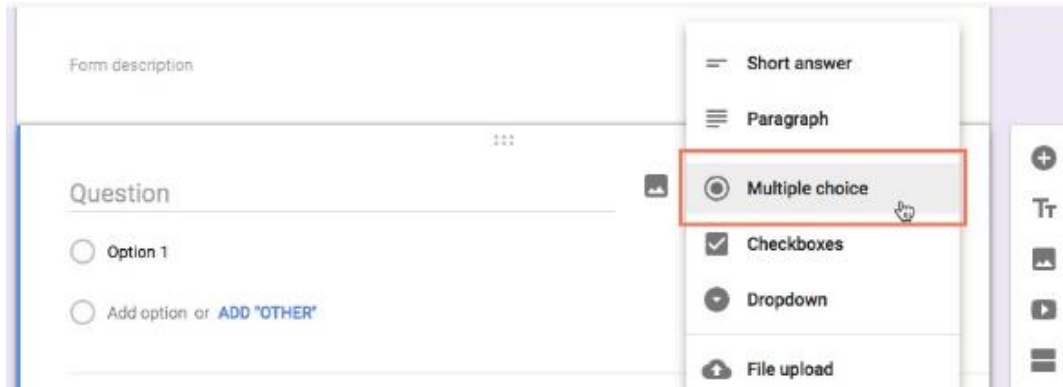 Form description
Short answer
Paragraph
Question
Multiple choice
Option 1
Checkboxes
Add option or ADD "OTHER"
Dropdown
File upload
Tт